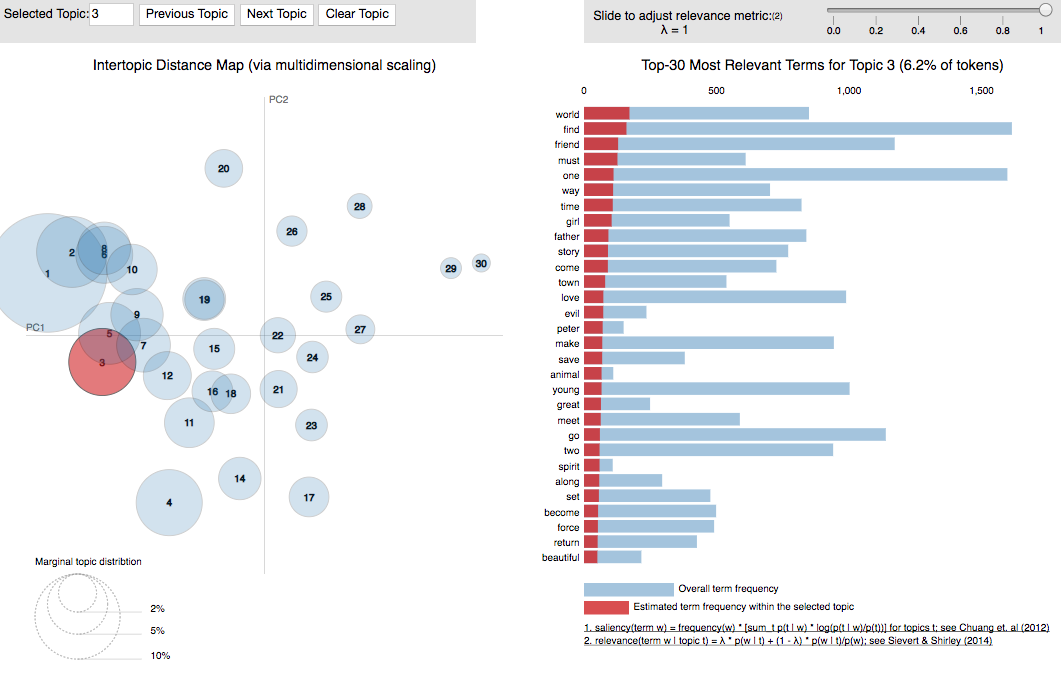 Selected Topic: 3 Previous Topic Next Topic Clear Topic
Slide to adjust relevance metric:(2)
λ = 1
0.0 0.2 0.4 0.6 0.8 1
Intertopic Distance Map (via multidimensional scaling)
PC2
20
28
26
29 30
2 8
6
10
1
19
25
9
PC1
5
27
22
7
15
24
3
12
16 18
21
11
23
14
4
17
Marginal topic distribtion
2%
5%
10%
Top-30 Most Relevant Terms for Topic 3 (6.2% of tokens)
0 500 1,000 1,500
world
find
friend
must
one
way
time
girl
father
story
come
town
love
evil
peter
make
save
animal
young
great
meet
go
two
spirit
along
set
become
force
return
beautiful
Overall term frequency
Estimated term frequency within the selected topic
1. saliency(term w) = frequency(w) * [sum_t p(t | w) * log(p(t | w)/p(t))] for topics t; see Chuang et. al (2012)
2. relevance(term w | topic t) = λ * p(w | t) + (1 - λ) * p(w | t)/p(w); see Sievert & Shirley (2014)